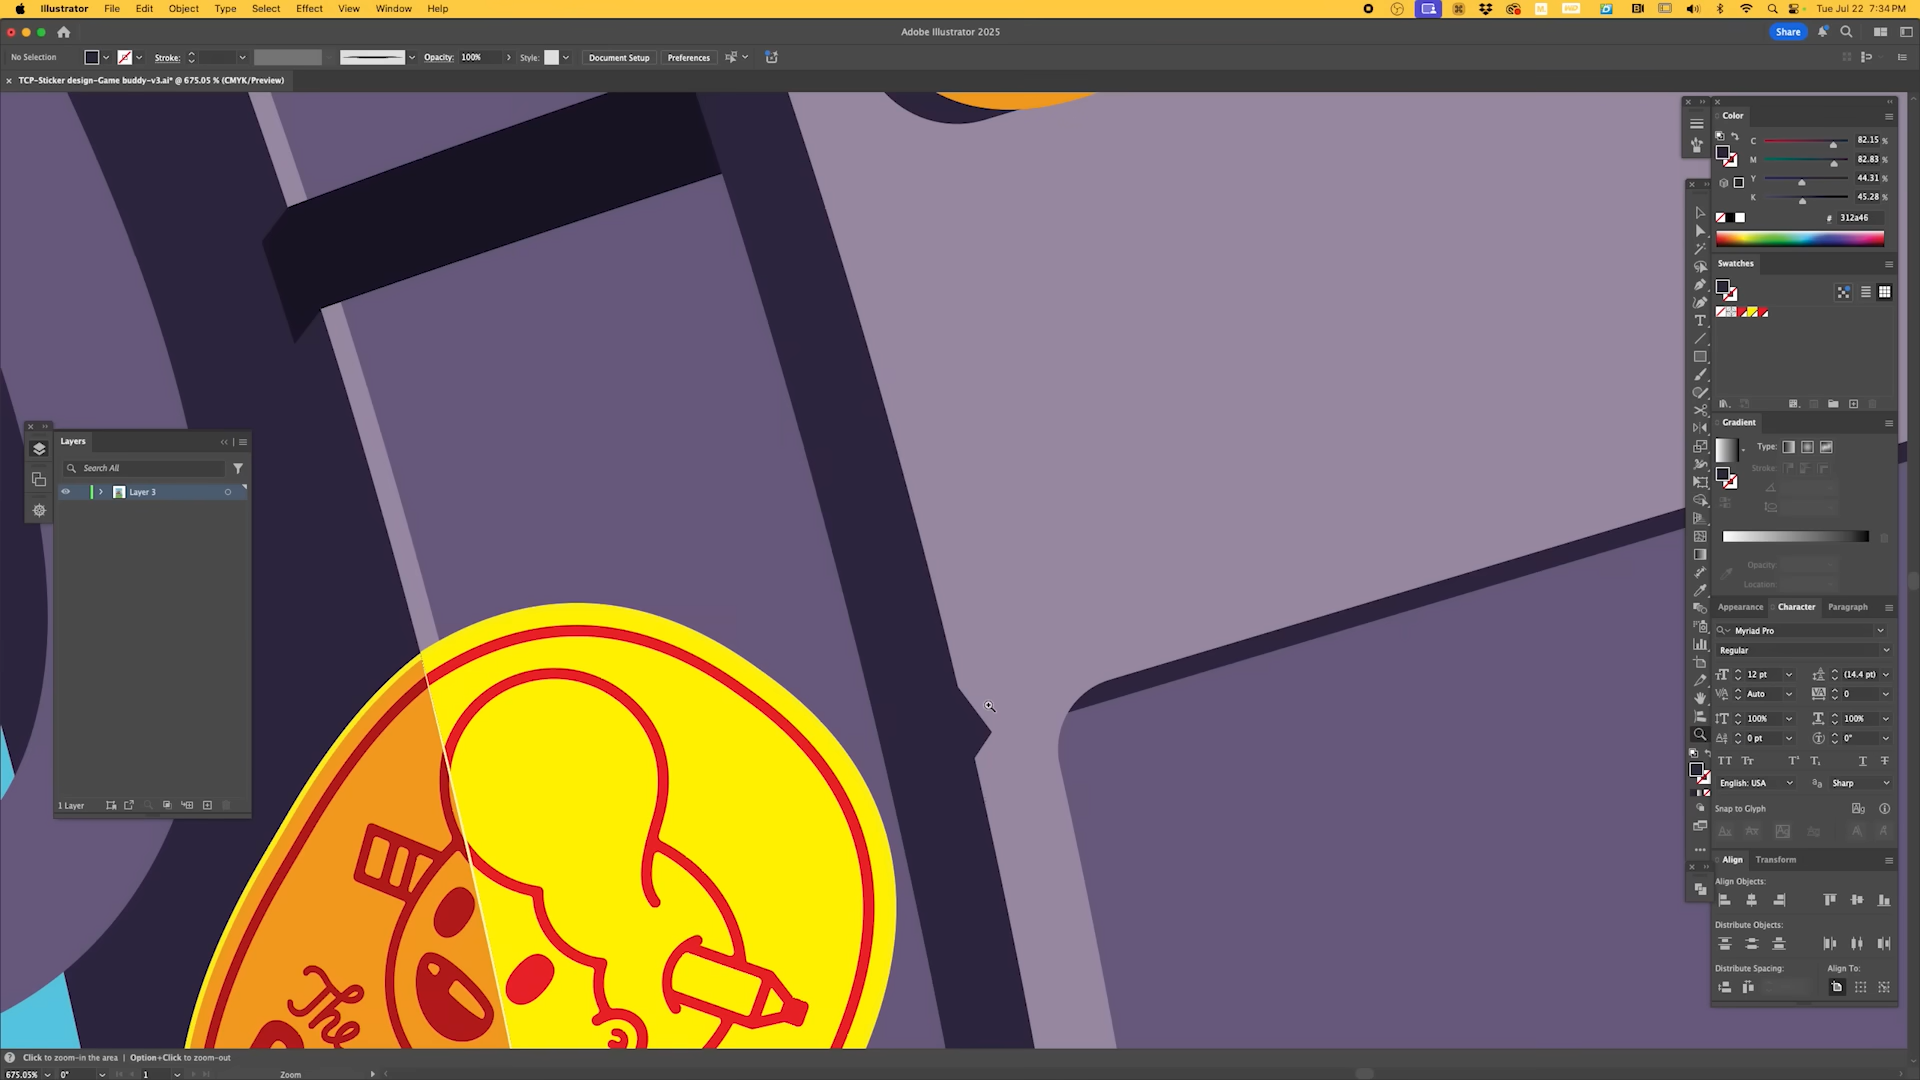 Illustrator File Edit Object Type Select Effect View Window Help
Tue Jul 22 7:34 PM
Adobe Illustrator 2025
Share
No Selection
Stroke:
Opacity: 100%
Style:
Document Setup
Preferences
TCP-Sticker design-Game buddy-v3.ai* @ 675.05 % (CMYK/Preview)
Color
C 82.15 %
M 82.83 %
Y 44.31 %
K 45.28 %
# 312a46
Swatches
Gradient
Type:
Stroke:
Opacity:
Location:
Layers
Search All
Layer 3
1 Layer
Appearance Character Paragraph
Myriad Pro
Regular
12 pt (14.4 pt)
Auto 0
100% 100%
0 pt 0°
English: USA Sharp
Snap to Glyph
Align Transform
Align Objects:
Distribute Objects:
Distribute Spacing: Align To:
The
Click to zoom-in the area | Option+Click to zoom-out
675.05% 0° 1 Zoom